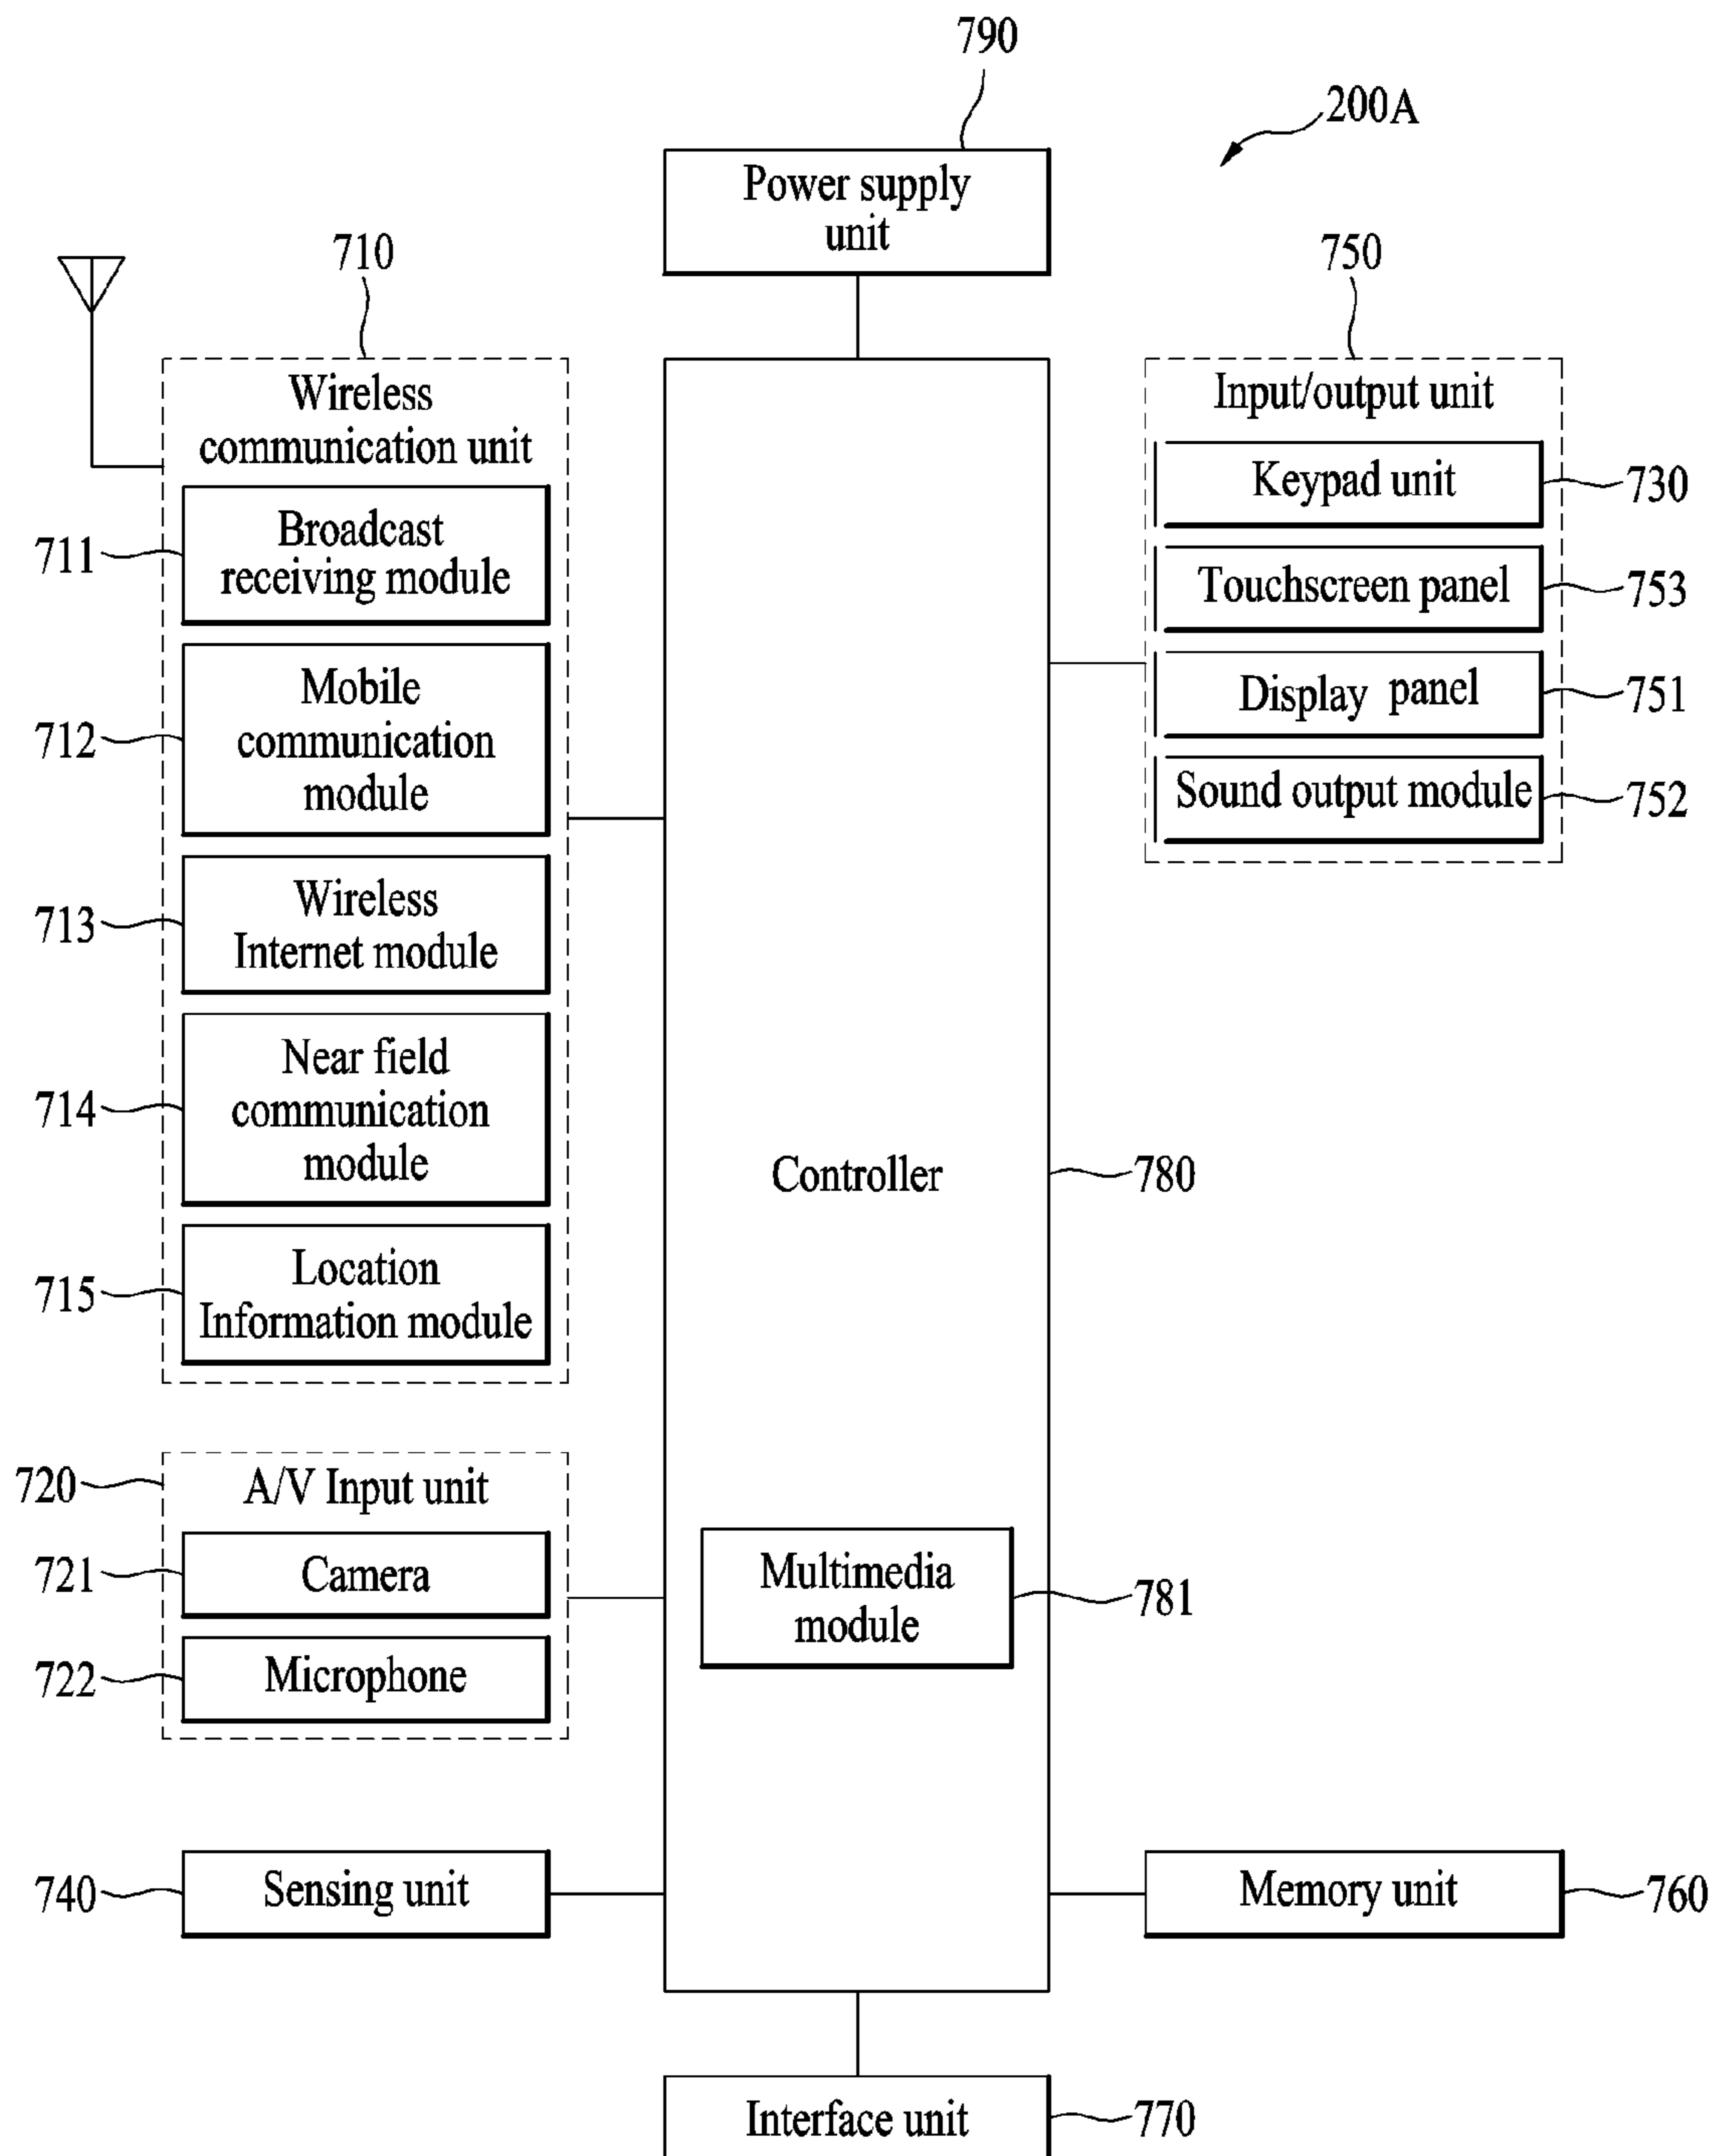 790
200A
Power supply
unit
710
750
Wireless
communication unit
711
Broadcast
receiving module
712
Mobile
communication
module
713
Wireless
Internet module
714
Near field
communication
module
715
Location
Information module
Input/output unit
Keypad unit
730
Touchscreen panel
753
Display panel
751
Sound output module
752
Controller
780
720
A/V Input unit
721
Camera
722
Microphone
Multimedia
module
781
740
Sensing unit
Memory unit
760
Interface unit
770